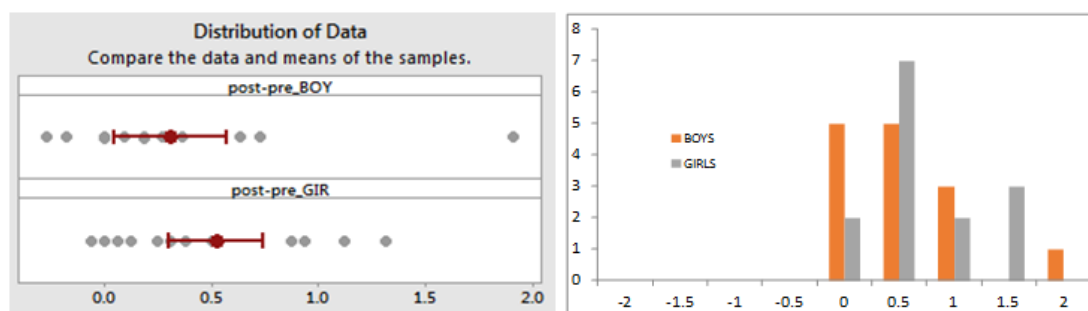 Distribution of Data
Compare the data and means of the samples.
post-pre_BOY
post-pre_GIR
0.0 0.5 1.0 1.5 2.0
8
7
6
5
4
3
2
1
0
BOYS
GIRLS
-2 -1.5 -1 -0.5 0 0.5 1 1.5 2